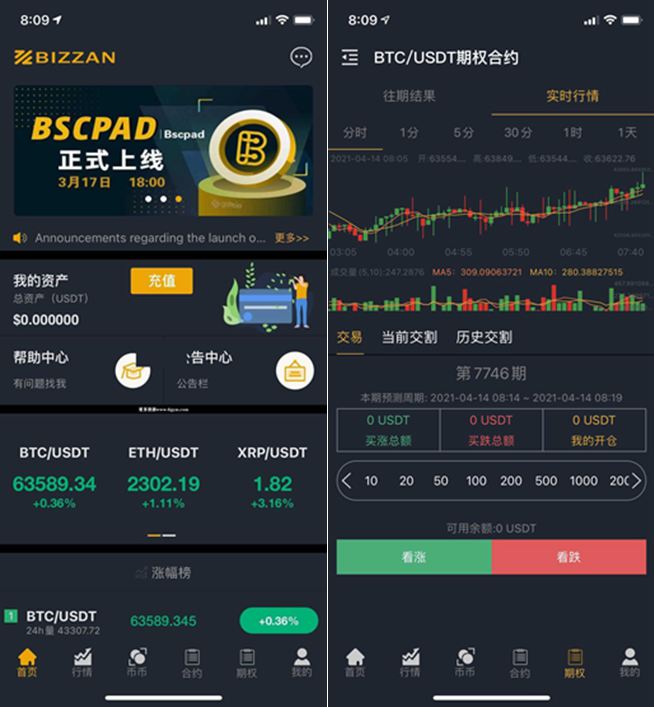 8:09
BIZZAN
BSCPAD
Bscpad
正式上线
3月17日 18:00
Announcements regarding the launch o...
更多>>
我的资产
总资产（USDT）
$0.000000
充值
帮助中心
有问题找我
公告中心
公告栏
BTC/USDT
63589.34
+0.36%
ETH/USDT
2302.19
+1.11%
XRP/USDT
1.82
+3.16%
涨幅榜
1
BTC/USDT
24h量 43307.72
63589.345
+0.36%
首页
行情
币币
合约
期权
我的
8:09
BTC/USDT期权合约
往期结果
实时行情
分时
1分
5分
30分
1时
1天
2021-04-14 08:05 开:63554.... 高:63849.... 低:63544.... 收:63622.76
03:05
04:00
04:55
05:50
06:45
07:40
成交量(5,10):247.2876 MA5: 309.09063721 MA10: 280.38827515
交易
当前交割
历史交割
第7746期
本期预测周期: 2021-04-14 08:14 ~ 2021-04-14 08:19
0 USDT
买涨总额
0 USDT
买跌总额
0 USDT
我的开仓
10
20
50
100
200
500
1000
200
可用余额:0 USDT
看涨
看跌
首页
行情
币币
合约
期权
我的